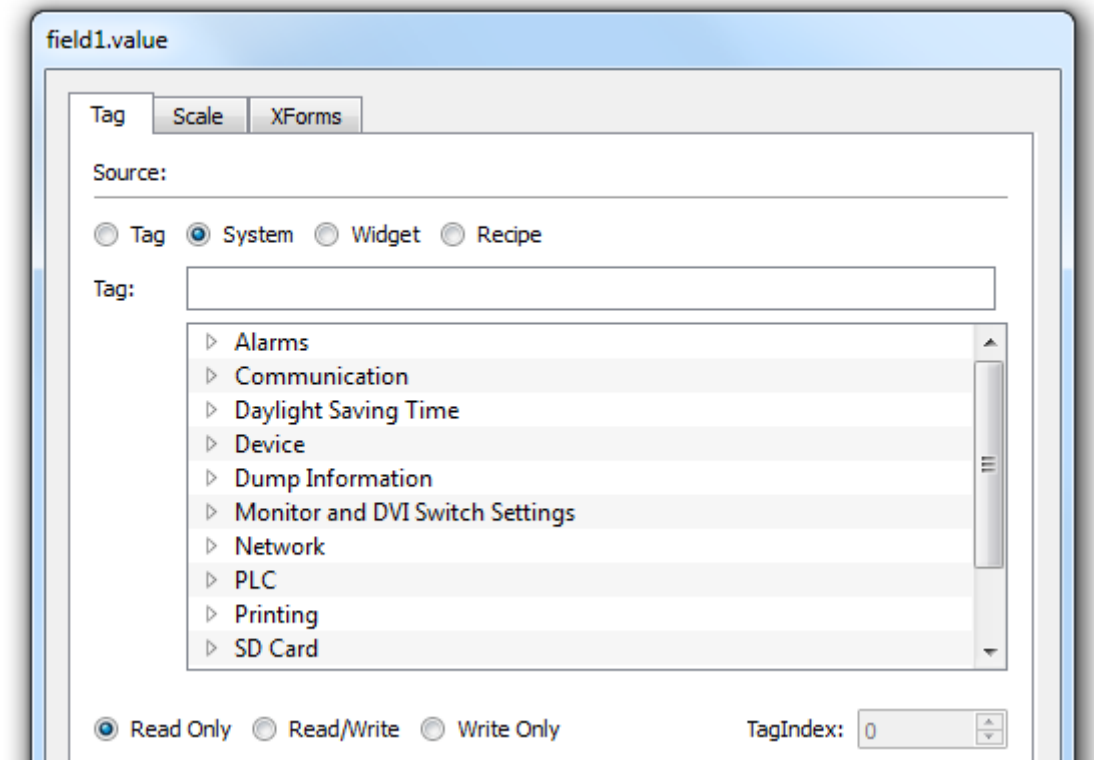 field1.value
Tag Scale XForms
Source:
Tag System Widget Recipe
Tag:
Alarms
Communication
Daylight Saving Time
Device
Dump Information
Monitor and DVI Switch Settings
Network
PLC
Printing
SD Card
Read Only Read/Write Write Only TagIndex: 0